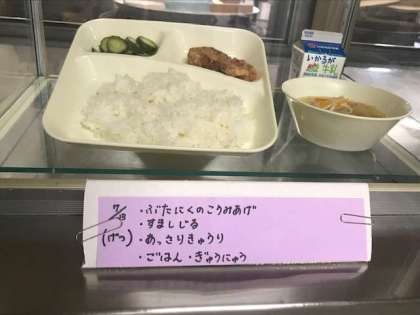 いかるが
牛乳
7/13 ・ぶたにくのこうみあげ
・すましじる
(げつ) ・あっさりきゅうり
・ごはん・ぎゅうにゅう